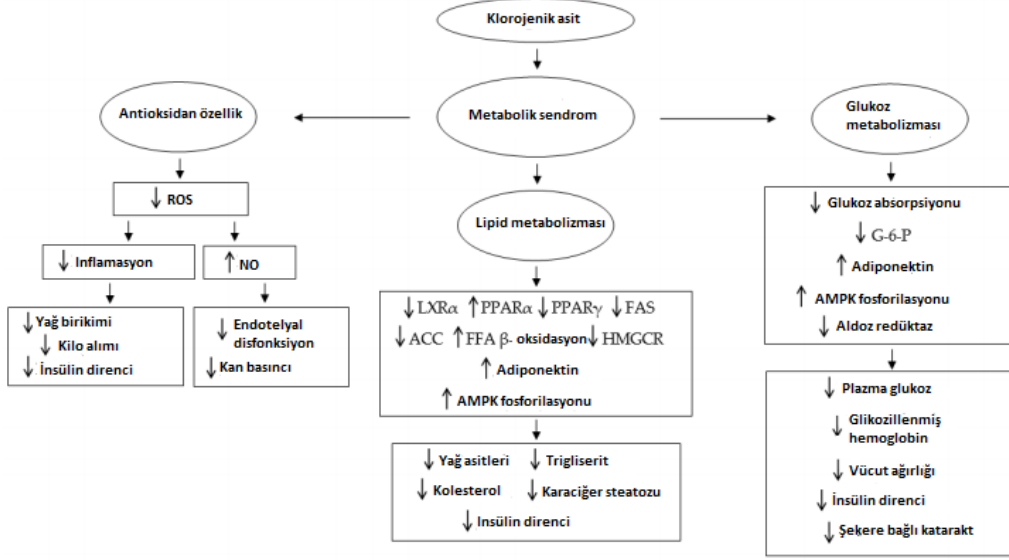 Klorojenik asit
Antioksidan özellik
Metabolik sendrom
Glukoz
metabolizması
↓ ROS
↓ Inflamasyon
↑ NO
↓ Yağ birikimi
↓ Kilo alımı
↓ İnsülin direnci
↓ Endotelyal
disfonksiyon
↓ Kan basıncı
Lipid metabolizması
↓ LXRα ↑ PPARα ↓ PPARγ ↓ FAS
↓ ACC ↑ FFA β- oksidasyon ↓ HMGCR
↑ Adiponektin
↑ AMPK fosforilasyonu
↓ Yağ asitleri ↓ Trigliserit
↓ Kolesterol ↓ Karaciğer steatozu
↓ Insülin direnci
↓ Glukoz absorpsiyonu
↓ G-6-P
↑ Adiponektin
↑ AMPK fosforilasyonu
↓ Aldoz redüktaz
↓ Plazma glukoz
↓ Glikozillenmiş
hemoglobin
↓ Vücut ağırlığı
↓ İnsülin direnci
↓ Şekere bağlı katarakt